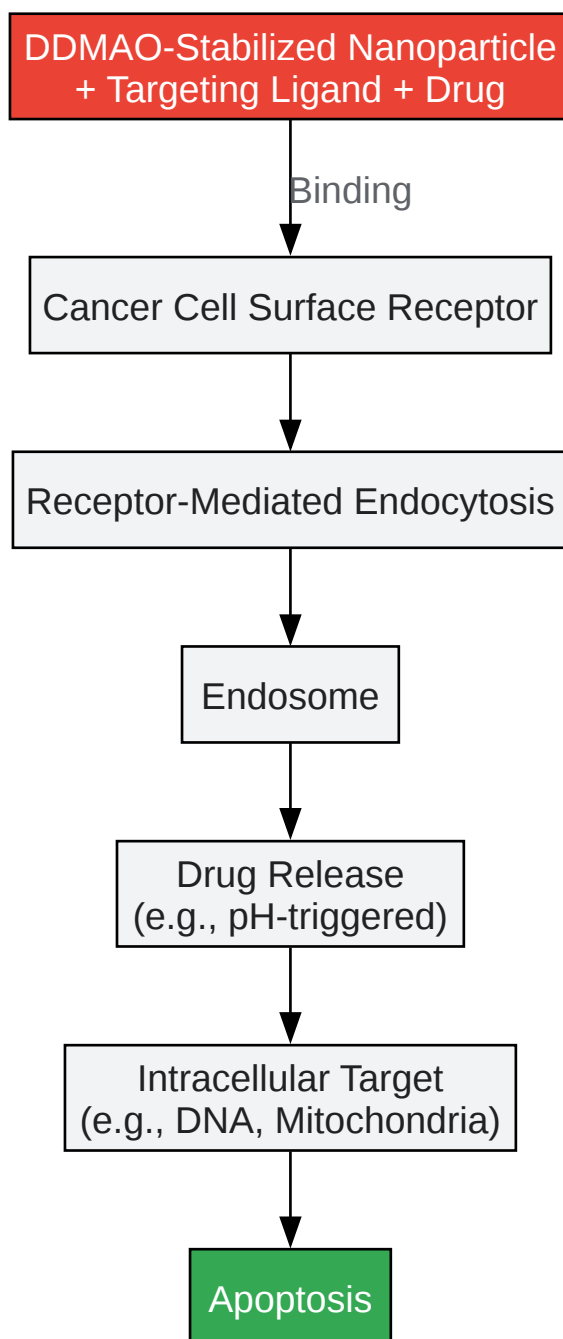 DDMAO-Stabilized Nanoparticle
+ Targeting Ligand + Drug
Binding
Cancer Cell Surface Receptor
Receptor-Mediated Endocytosis
Endosome
Drug Release
(e.g., pH-triggered)
Intracellular Target
(e.g., DNA, Mitochondria)
Apoptosis